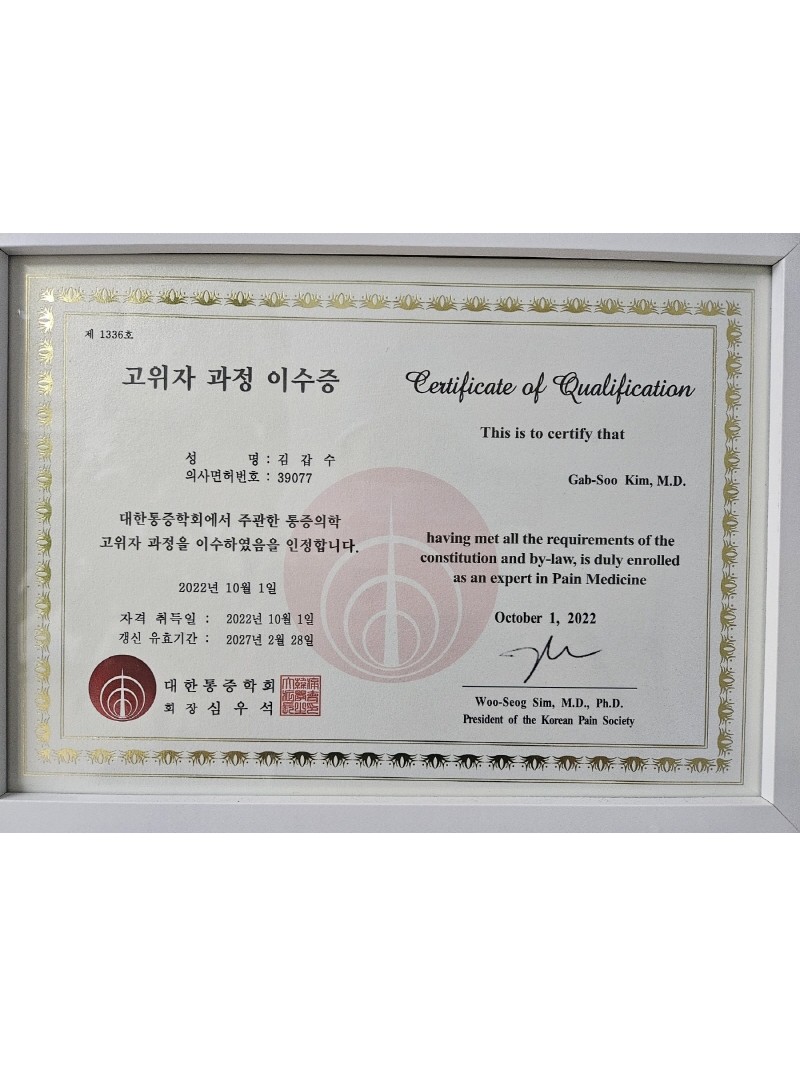 제 1336호
고위자 과정 이수증
성 명 : 김 갑 수
의사면허번호 : 39077
대한통증학회에서 주관한 통증의학
고위자 과정을 이수하였음을 인정합니다.
2022년 10월 1일
자격 취득일 : 2022년 10월 1일
갱신 유효기간 : 2027년 2월 28일
대한통증학회
회 장 심 우 석
Certificate of Qualification
This is to certify that
Gab-Soo Kim, M.D.
having met all the requirements of the
constitution and by-law, is duly enrolled
as an expert in Pain Medicine
October 1, 2022
Woo-Seog Sim, M.D., Ph.D.
President of the Korean Pain Society